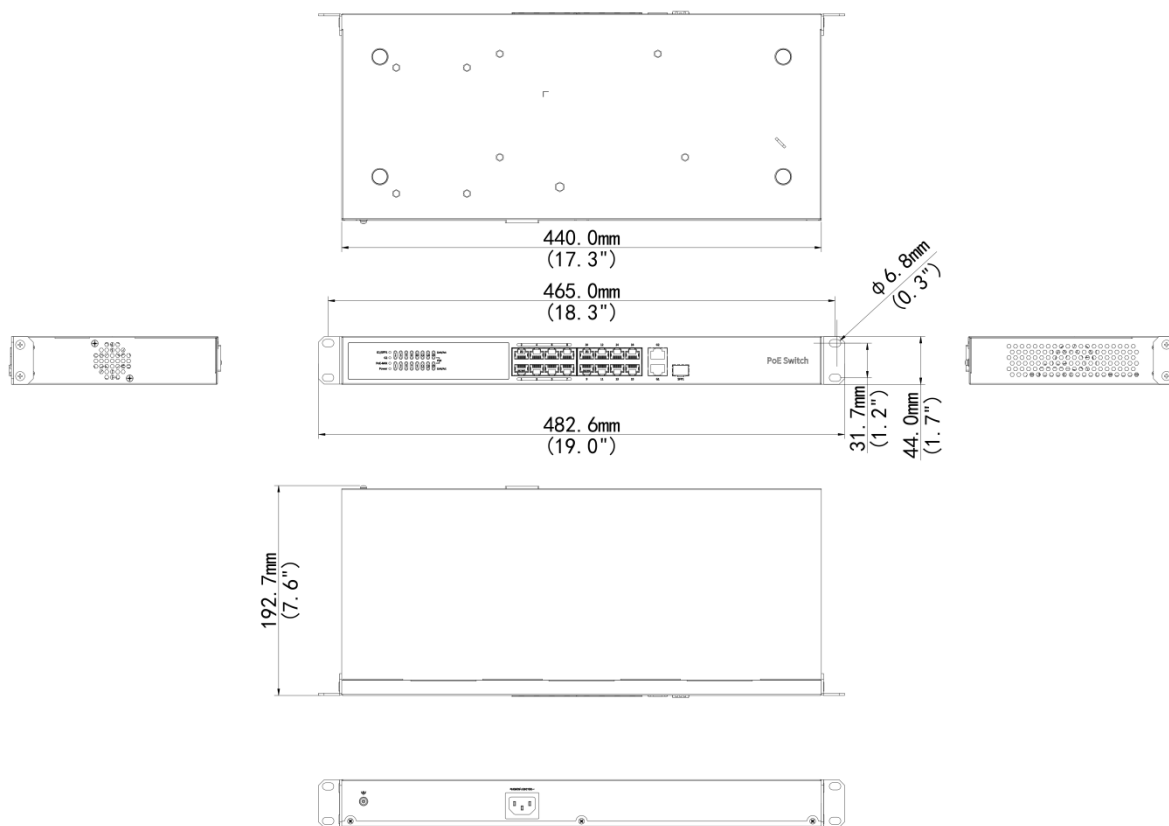 440.0mm
(17.3")
φ6.8mm
(0.3")
465.0mm
(18.3")
PoE Switch
482.6mm
(19.0")
31.7mm
(1.2")
44.0mm
(1.7")
192.7mm
(7.6")